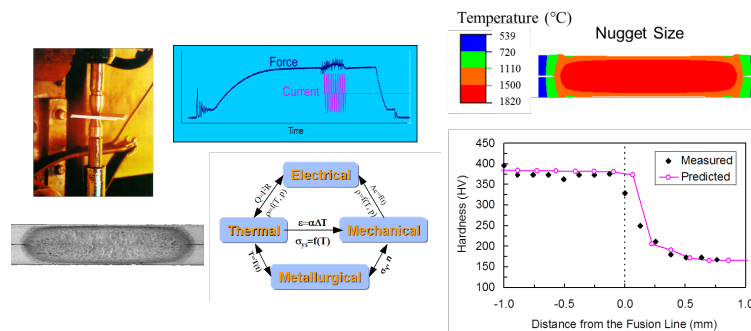 Temperature (°C)
539
720
1110
1500
1820
Nugget Size
Force
Current
Time
Electrical
Q=I²R
ρ=f(T, p)
Ac=f(t)
ρ=f(T, p)
Thermal
ε=αΔT
σys=f(T)
Mechanical
T=f(t)
Metallurgical
450
400
350
300
250
200
150
100
Hardness (HV)
Measured
Predicted
-1.0
-0.5
0.0
0.5
1.0
Distance from the Fusion Line (mm)